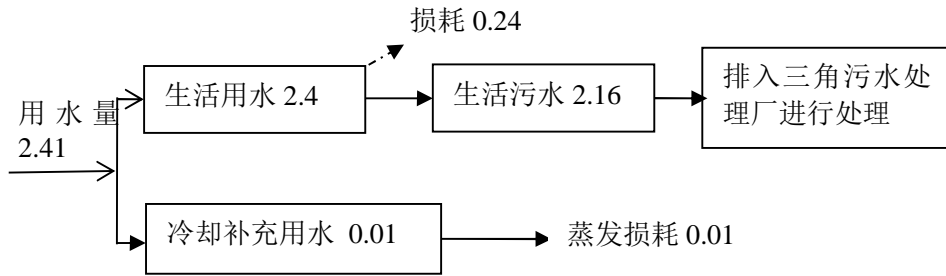 损耗 0.24
生活用水 2.4
生活污水 2.16
排入三角污水处
理厂进行处理
用水量
2.41
冷却补充用水 0.01
蒸发损耗 0.01